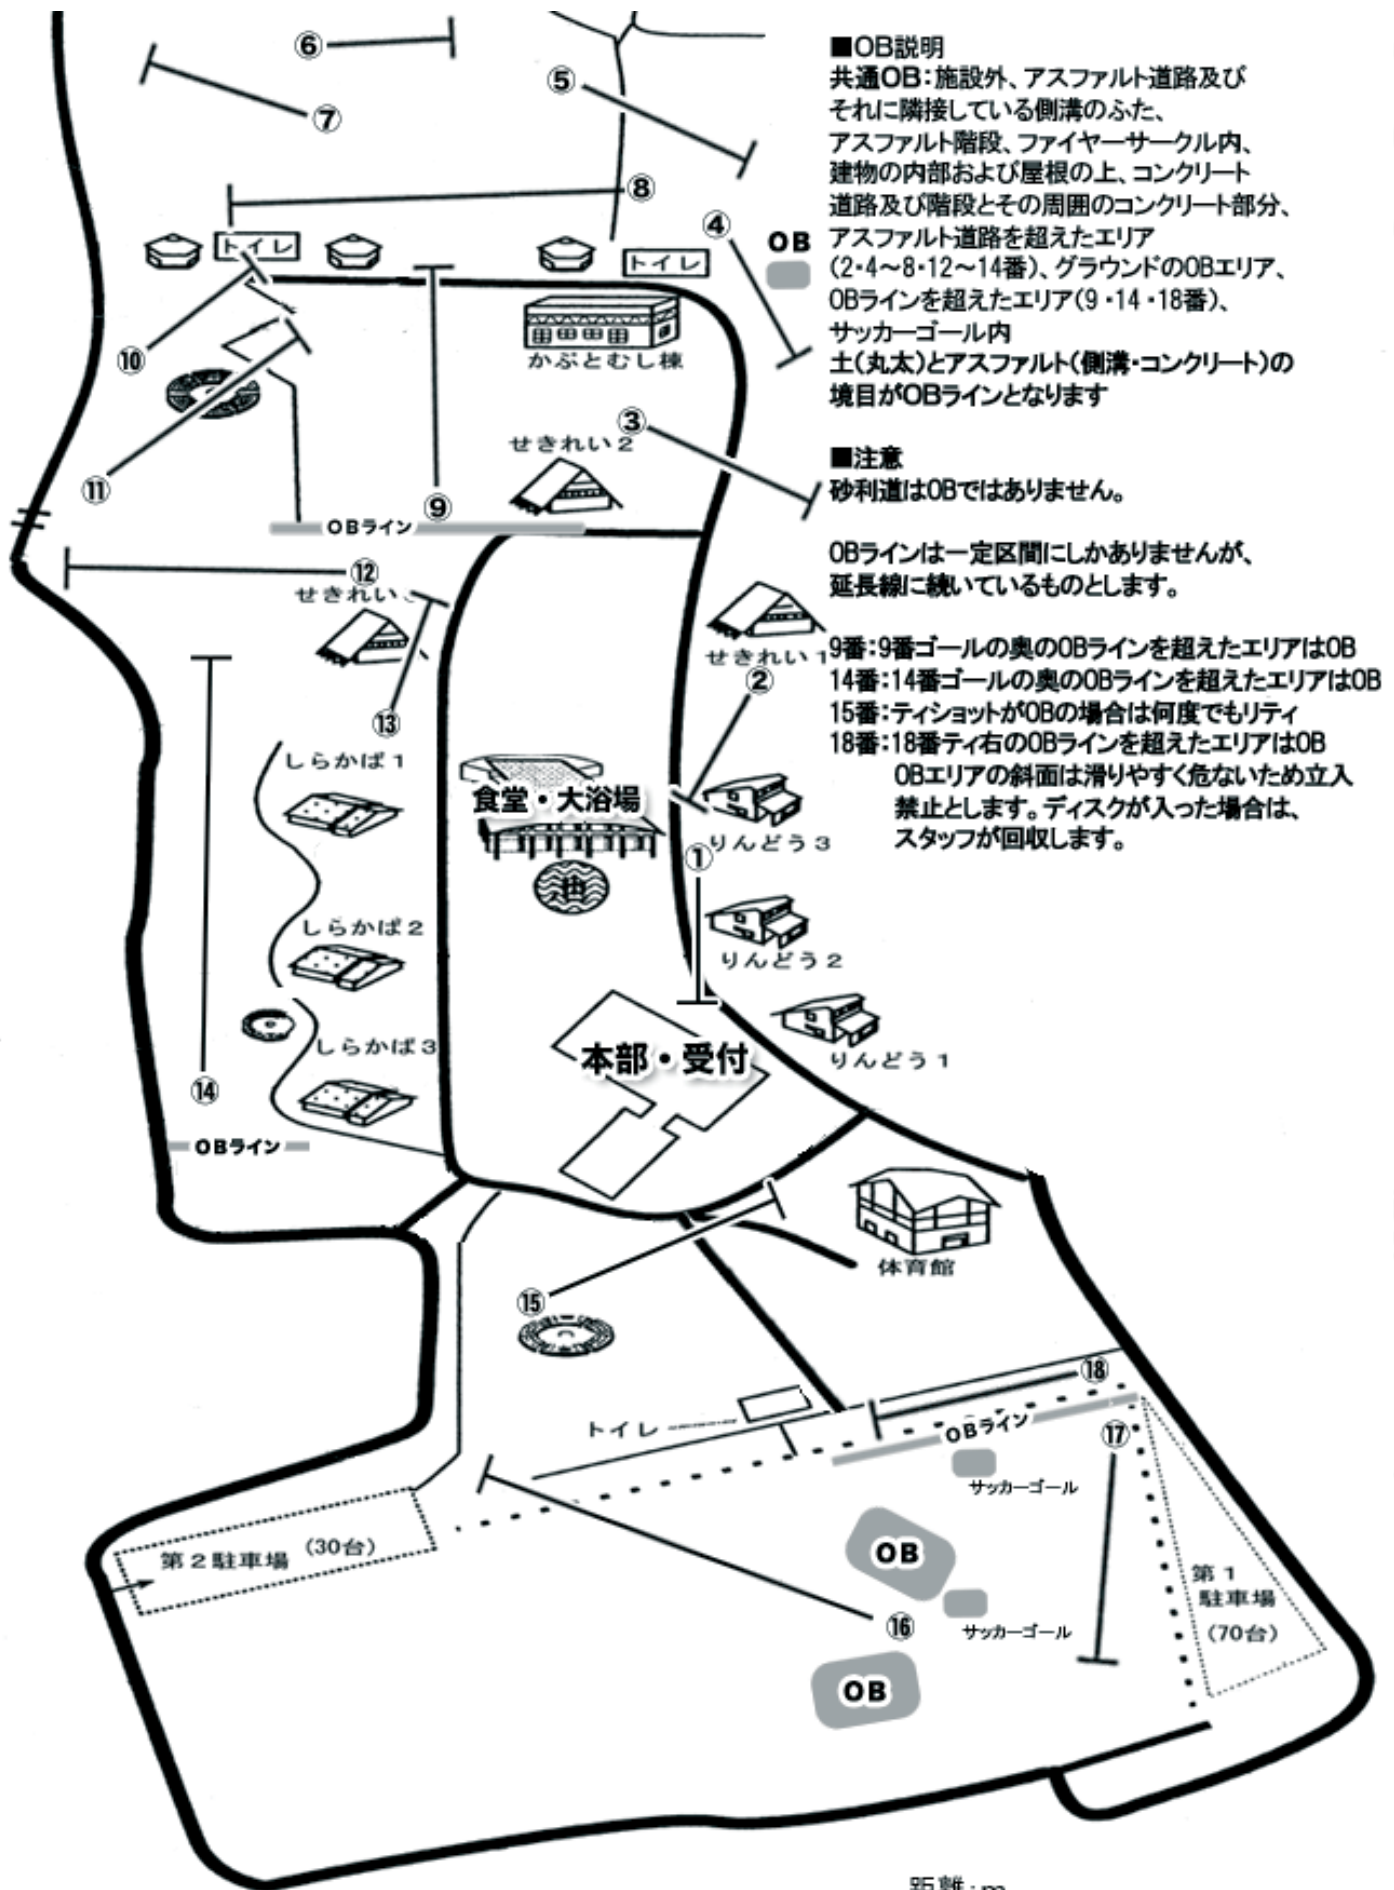 ⑥
⑤
⑦
⑧
④
OB
トイレ
トイレ
⑩
かぶとむし棟
③
せきれい2
⑪
⑨
OBライン
⑫
せきれい
せきれい1
②
⑬
しらかば1
食堂・大浴場
りんどう3
①
しらかば2
りんどう2
しらかば3
本部・受付
りんどう1
⑭
OBライン
体育館
⑮
⑱
トイレ
OBライン
⑰
サッカーゴール
OB
第2駐車場 (30台)
第1
駐車場
(70台)
⑯
サッカーゴール
OB
■OB説明
共通OB:施設外、アスファルト道路及び
それに隣接している側溝のふた、
アスファルト階段、ファイヤーサークル内、
建物の内部および屋根の上、コンクリート
道路及び階段とその周囲のコンクリート部分、
アスファルト道路を超えたエリア
(2・4～8・12～14番)、グラウンドのOBエリア、
OBラインを超えたエリア(9・14・18番)、
サッカーゴール内
土(丸太)とアスファルト(側溝・コンクリート)の
境目がOBラインとなります
■注意
砂利道はOBではありません。
OBラインは一定区間にしかありませんが、
延長線に続いているものとします。
9番:9番ゴールの奥のOBラインを超えたエリアはOB
14番:14番ゴールの奥のOBラインを超えたエリアはOB
15番:ティショットがOBの場合は何度でもリティ
18番:18番ティ右のOBラインを超えたエリアはOB
OBエリアの斜面は滑りやすく危ないため立入
禁止とします。ディスクが入った場合は、
スタッフが回収します。
距離:m